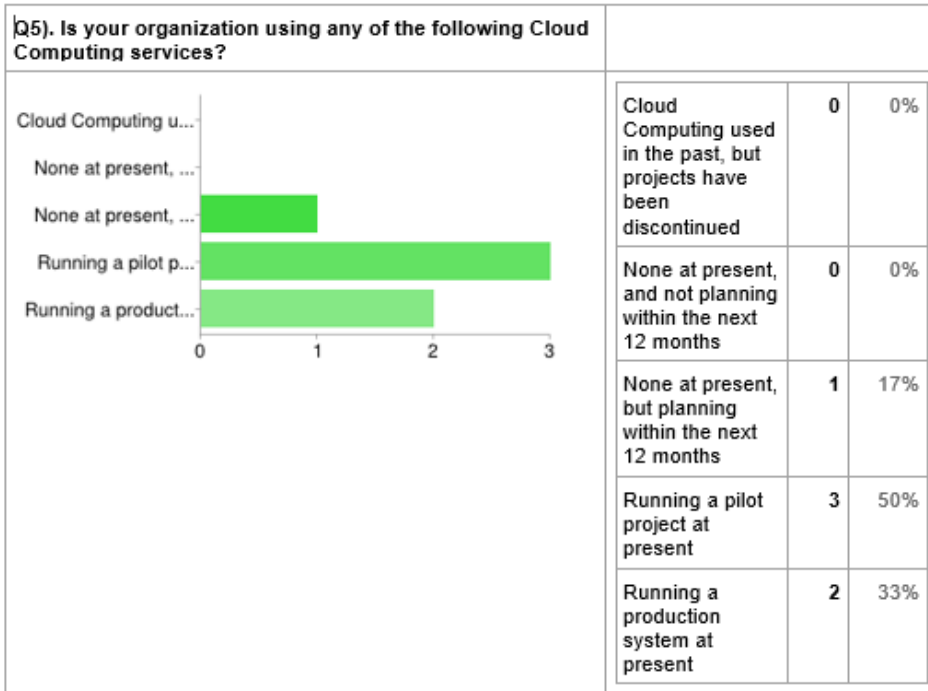 Q5). Is your organization using any of the following Cloud
Computing services?
Cloud Computing u...
None at present, ...
None at present, ...
Running a pilot p...
Running a product...
0 1 2 3
Cloud 0 0%
Computing used
in the past, but
projects have
been
discontinued
None at present, 0 0%
and not planning
within the next
12 months
None at present, 1 17%
but planning
within the next
12 months
Running a pilot 3 50%
project at
present
Running a 2 33%
production
system at
present